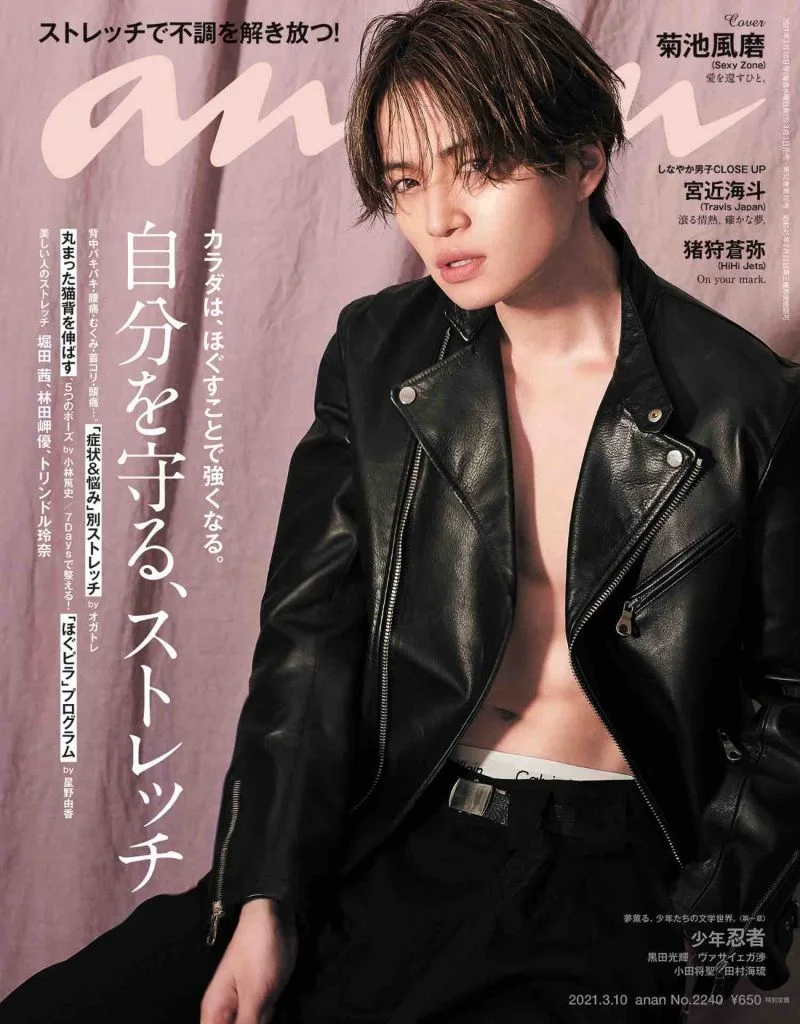 ストレッチで不調を解き放つ!
anan
Cover
菊池風磨
(Sexy Zone)
愛を還すひと。
しなやか男子CLOSE UP
宮近海斗
(Travis Japan)
滾る情熱、確かな夢。
猪狩蒼弥
(HiHi Jets)
On your mark.
カラダは、ほぐすことで強くなる。
自分を守る、ストレッチ
背中バキバキ・腰痛・むくみ・首コリ・頭痛…。「症状&悩み」別ストレッチ by オガトレ
丸まった猫背を伸ばす、5つのポーズ by 小林篤史/7Daysで整える!「ほぐピラ」プログラム by 星野由香
美しい人のストレッチ 堀田 茜、林田岬優、トリンドル玲奈
Calvin
夢薫る、少年たちの文学世界。〈第一章〉
少年忍者
黒田光輝/ヴァサイェガ渉
小田将聖/田村海琉
2021.3.10 anan No.2240 ¥650 特別定価